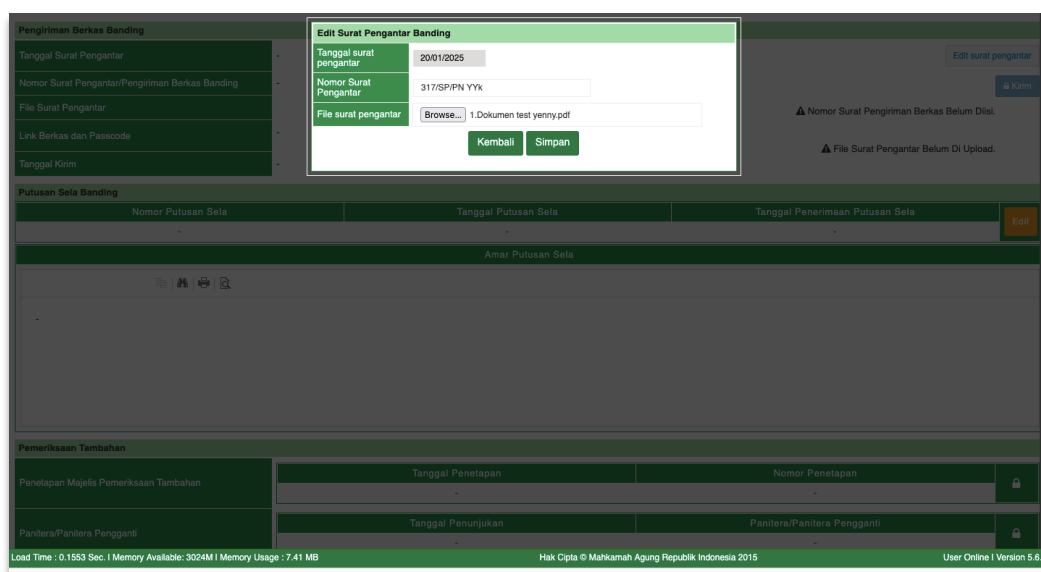 Pengiriman Berkas Banding
Edit Surat Pengantar Banding
Tanggal Surat Pengantar
-
Tanggal surat pengantar
20/01/2025
Edit surat pengantar
Nomor Surat Pengantar/Pengiriman Berkas Banding
-
Nomor Surat Pengantar
317/SP/PN YYk
Kirim
File Surat Pengantar
File surat pengantar
Browse... 1.Dokumen test yenny.pdf
Nomor Surat Pengiriman Berkas Belum Diisi.
Link Berkas dan Passcode
-
Kembali
Simpan
File Surat Pengantar Belum Di Upload.
Tanggal Kirim
-
Putusan Sela Banding
Nomor Putusan Sela
Tanggal Putusan Sela
Tanggal Penerimaan Putusan Sela
Edit
-
-
-
Amar Putusan Sela
-
Pemeriksaan Tambahan
Penetapan Majelis Pemeriksaan Tambahan
Tanggal Penetapan
Nomor Penetapan
-
-
Panitera/Panitera Pengganti
Tanggal Penunjukan
Panitera/Panitera Pengganti
-
-
Load Time : 0.1553 Sec. I Memory Available: 3024M I Memory Usage : 7.41 MB
Hak Cipta © Mahkamah Agung Republik Indonesia 2015
User Online I Version 5.6.